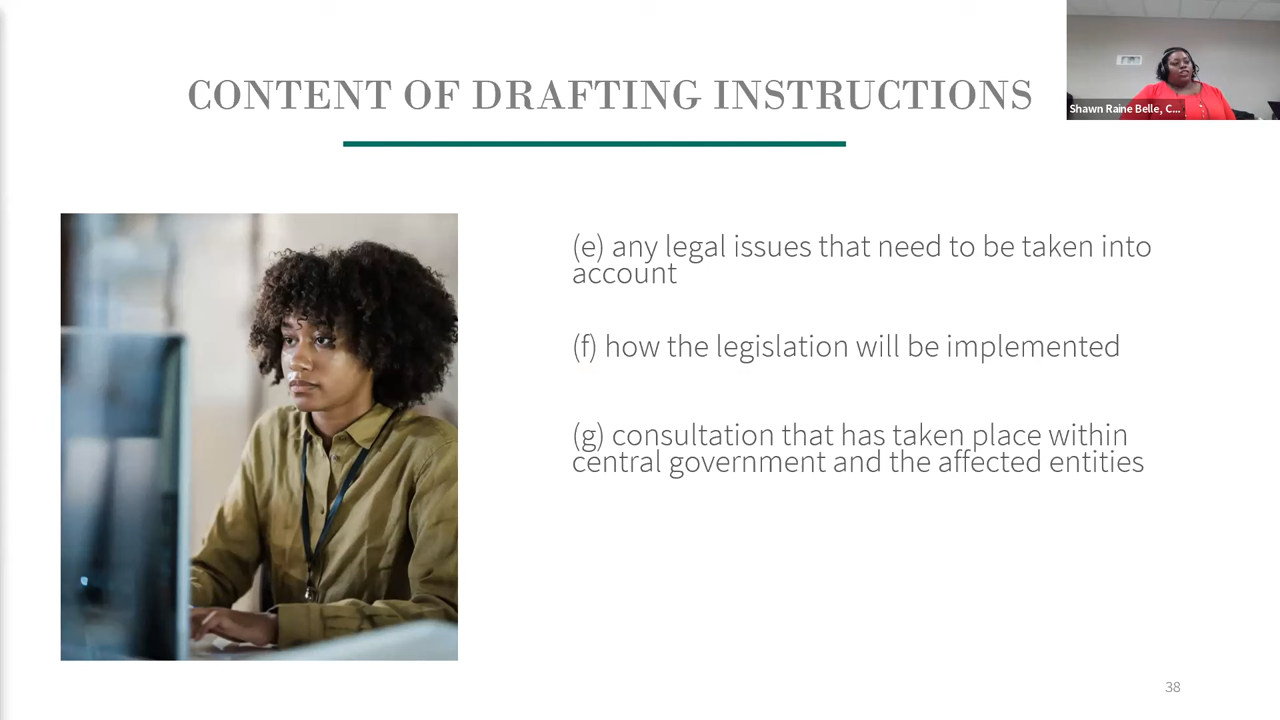 CONTENT OF DRAFTING INSTRUCTIONS
Shawn Raine Belle, C...
(e) any legal issues that need to be taken into
account
(f) how the legislation will be implemented
(g) consultation that has taken place within
central government and the affected entities
38